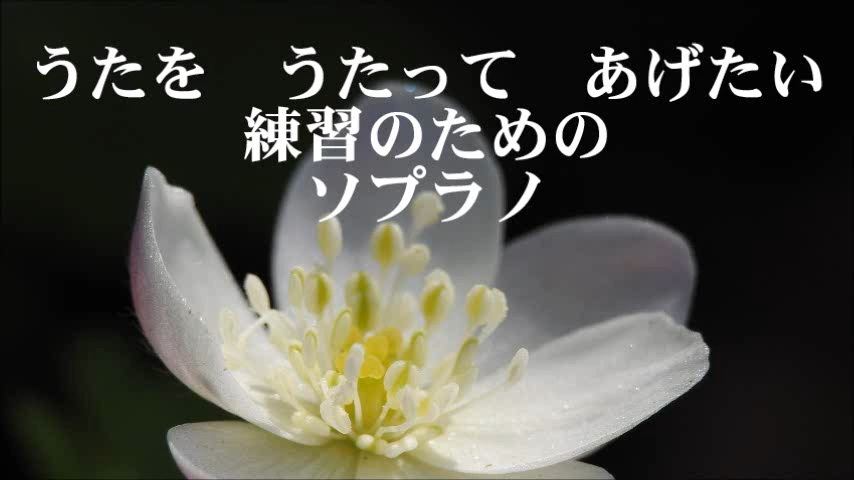 うたを　うたって　あげたい
練習のための
ソプラノ